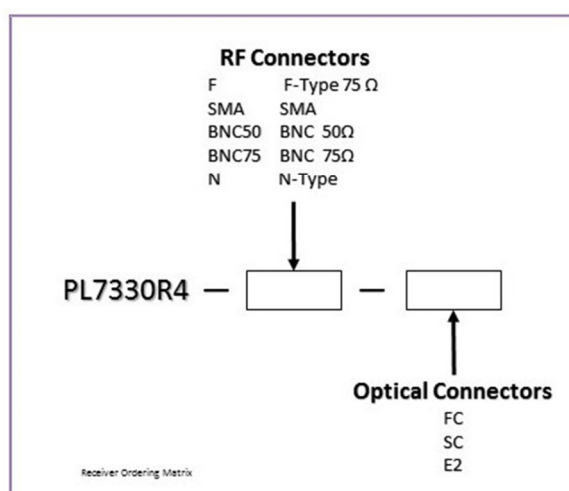 RF Connectors
F F-Type 75 Ω
SMA SMA
BNC50 BNC 50Ω
BNC75 BNC 75Ω
N N-Type
PL7330R4 — —
Optical Connectors
FC
SC
E2
Receiver Ordering Matrix